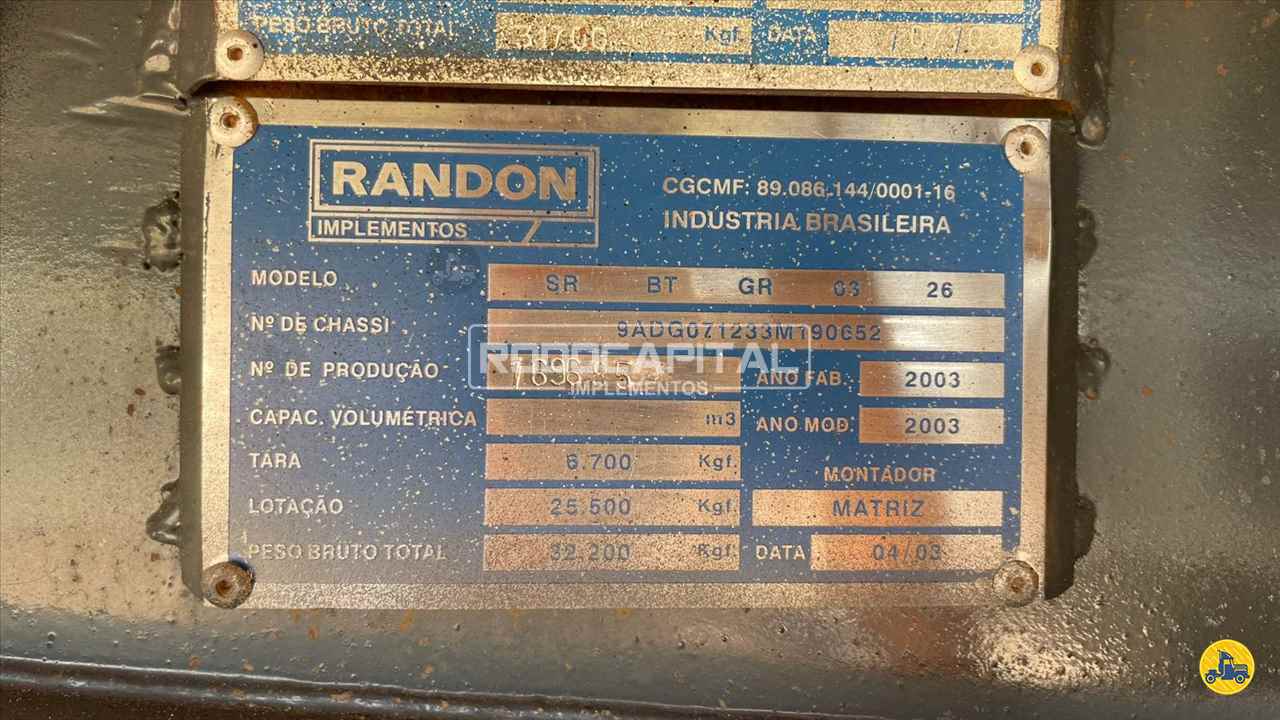 PESO BRUTO TOTAL 31700 Kgf. DATA /07/03
RANDON
IMPLEMENTOS
CGCMF: 89.086.144/0001-16
INDÚSTRIA BRASILEIRA
MODELO SR BT GR 03 26
Nº DE CHASSI 9ADG071233M190652
Nº DE PRODUÇÃO ANO FAB. 2003
RODOCAPITAL
IMPLEMENTOS
CAPAC. VOLUMÉTRICA m3 ANO MOD. 2003
TARA 6.700 Kgf.
MONTADOR
LOTAÇÃO 25.500 Kgf. MATRIZ
PESO BRUTO TOTAL 32.200 Kgf. DATA 04/03